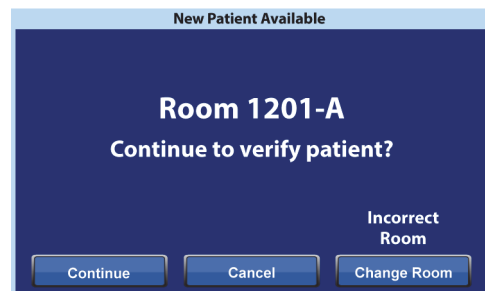 New Patient Available
Room 1201-A
Continue to verify patient?
Incorrect
Room
Continue
Cancel
Change Room